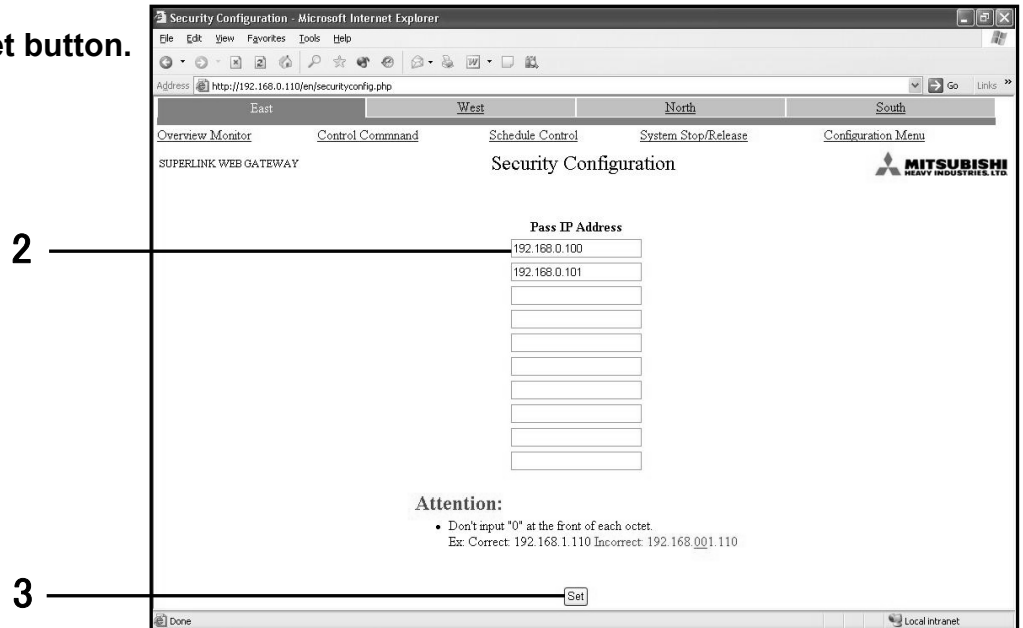 et button.
Security Configuration - Microsoft Internet Explorer
File Edit View Favorites Tools Help
Address http://192.168.0.110/en/securityconfig.php Go Links »
East West North South
Overview Monitor Control Commnand Schedule Control System Stop/Release Configuration Menu
SUPERLINK WEB GATEWAY Security Configuration MITSUBISHI
HEAVY INDUSTRIES, LTD.
Pass IP Address
2 192.168.0.100
192.168.0.101
Attention:
• Don't input "0" at the front of each octet.
Ex: Correct: 192.168.1.110 Incorrect: 192.168.001.110
3 Set
Done Local intranet